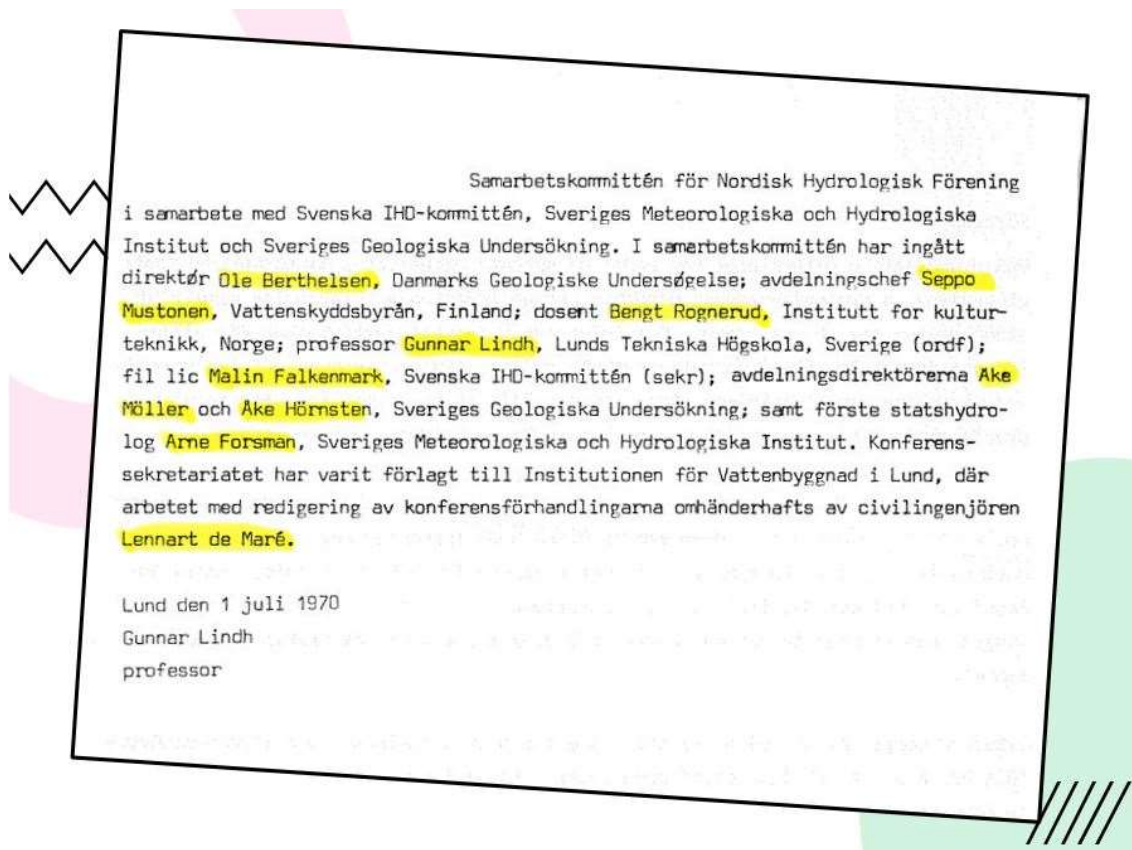 Samarbetskommittén för Nordisk Hydrologisk Förening
i samarbete med Svenska IHD-kommittén, Sveriges Meteorologiska och Hydrologiska
Institut och Sveriges Geologiska Undersökning. I samarbetskommittén har ingått
direktør Ole Berthelsen, Danmarks Geologiske Undersøgelse; avdelningschef Seppo
Mustonen, Vattenskyddsbyrån, Finland; dosent Bengt Rognerud, Institutt for kultur-
teknikk, Norge; professor Gunnar Lindh, Lunds Tekniska Högskola, Sverige (ordf);
fil lic Malin Falkenmark, Svenska IHD-kommittén (sekr); avdelningsdirektörerna Åke
Möller och Åke Hörnsten, Sveriges Geologiska Undersökning; samt förste statshydro-
log Arne Forsman, Sveriges Meteorologiska och Hydrologiska Institut. Konferens-
sekretariatet har varit förlagt till Institutionen för Vattenbyggnad i Lund, där
arbetet med redigering av konferensförhandlingarna omhänderhafts av civilingenjören
Lennart de Maré.
Lund den 1 juli 1970
Gunnar Lindh
professor